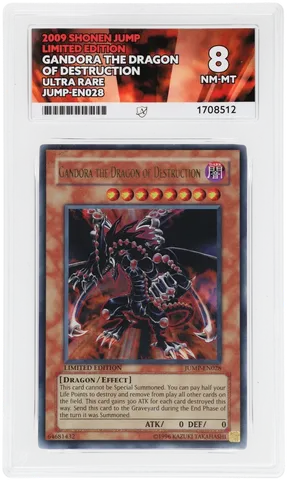 2009 SHONEN JUMP
LIMITED EDITION
GANDORA THE DRAGON
OF DESTRUCTION
ULTRA RARE
JUMP-EN028
8
NM-MT
1708512
GANDORA THE DRAGON OF DESTRUCTION
LIMITED EDITION
JUMP-EN028
[DRAGON/EFFECT]
This card cannot be Special Summoned. You can pay half your
Life Points to destroy and remove from play all other cards on
the field. This card gains 300 ATK for each card destroyed this
way. Send this card to the Graveyard during the End Phase of
the turn it was Summoned.
ATK/ 0 DEF/ 0
64681432
©1996 KAZUKI TAKAHASHI